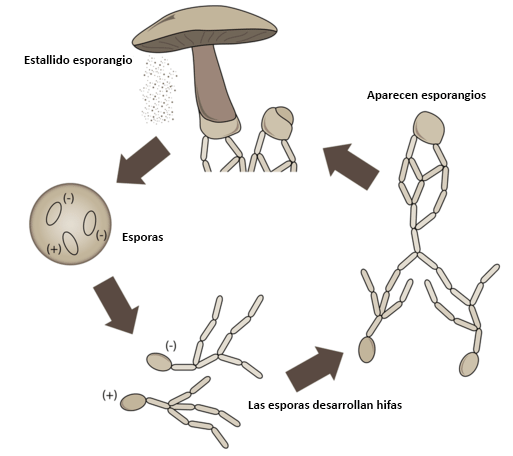 Estallido esporangio
Aparecen esporangios
(-)
(-)
(+)
Esporas
(-)
(+)
Las esporas desarrollan hifas